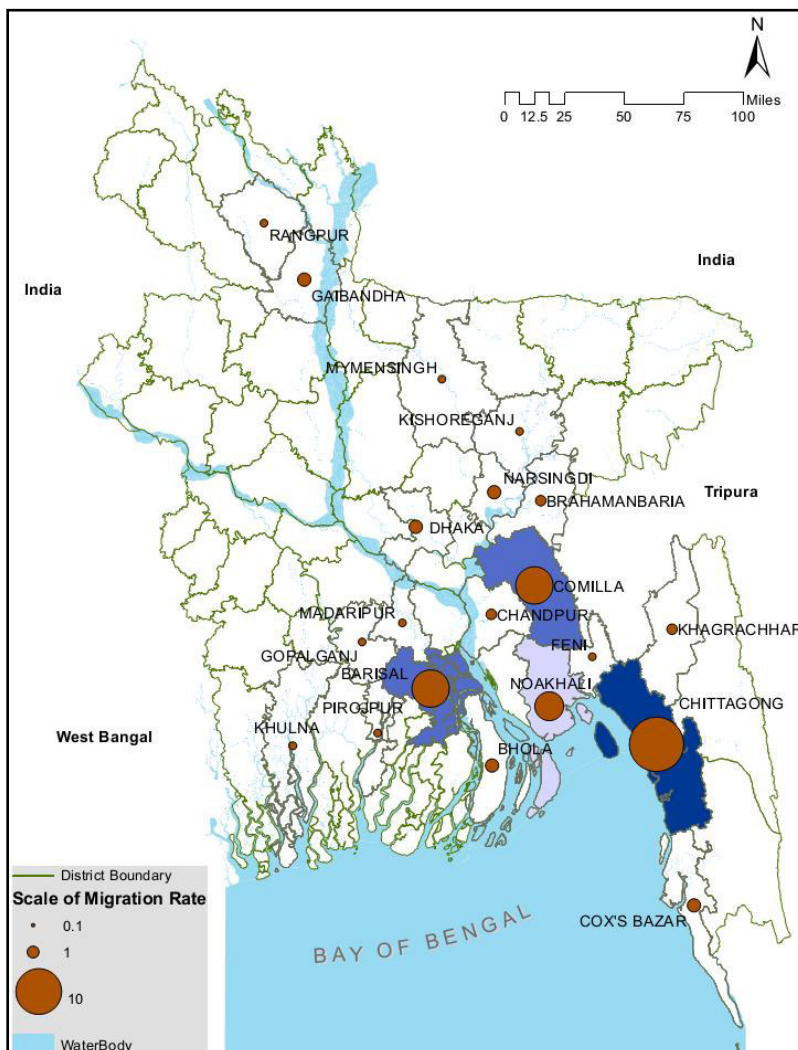 N
Miles
0 12.5 25 50 75 100
RANGPUR
India
India
GAIBANDHA
MYMENSINGH
KISHOREGANJ
NARSINGDI
BRAHAMANBARIA
Tripura
DHAKA
COMILLA
MADARIPUR
CHANDPUR
KHAGRACHHAR
GOPALGANJ
FENI
BARISAL
NOAKHALI
CHITTAGONG
PIROJPUR
West Bangal
KHULNA
BHOLA
District Boundary
Scale of Migration Rate
0.1
1
10
WaterBody
COX'S BAZAR
BAY OF BENGAL